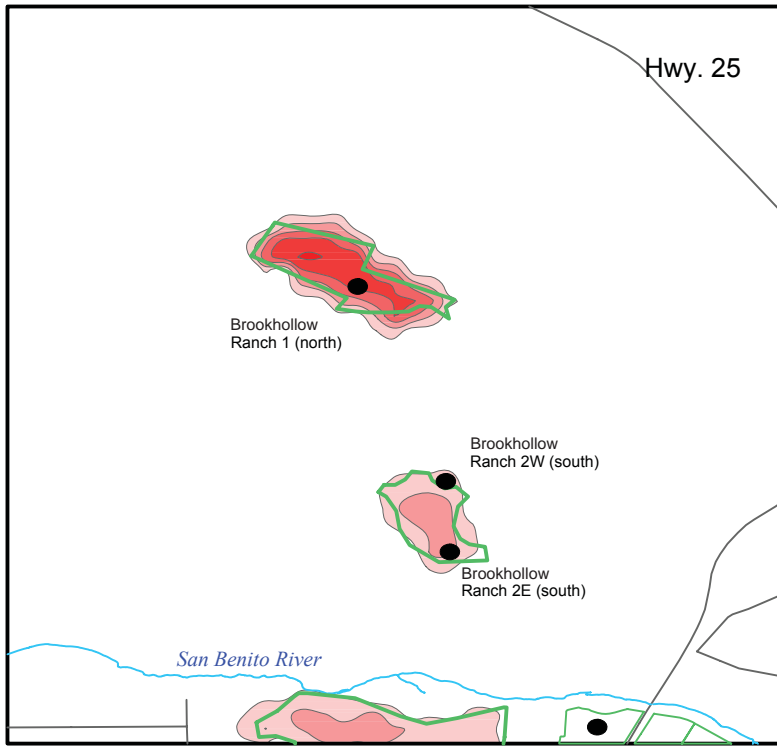 Hwy. 25
Brookhollow
Ranch 1 (north)
Brookhollow
Ranch 2W (south)
Brookhollow
Ranch 2E (south)
San Benito River